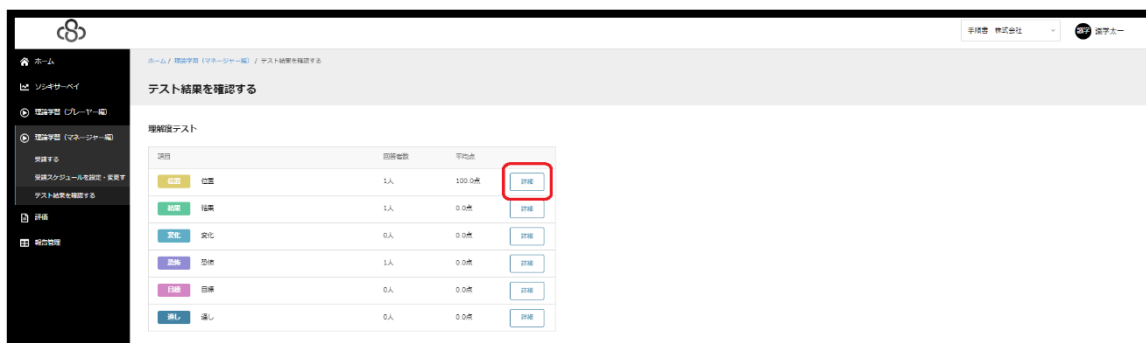 手順書 株式会社
識学 識学太一
ホーム
ソシキサーベイ
理論学習 (プレーヤー編)
理論学習 (マネージャー編)
受講する
受講スケジュールを設定・変更す
テスト結果を確認する
評価
報告管理
ホーム / 理論学習 (マネージャー編) / テスト結果を確認する
テスト結果を確認する
理解度テスト
項目 回答者数 平均点
位置 位置 1人 100.0点 詳細
結果 結果 1人 0.0点 詳細
変化 変化 0人 0.0点 詳細
恐怖 恐怖 1人 0.0点 詳細
目標 目標 0人 0.0点 詳細
通し 通し 0人 0.0点 詳細